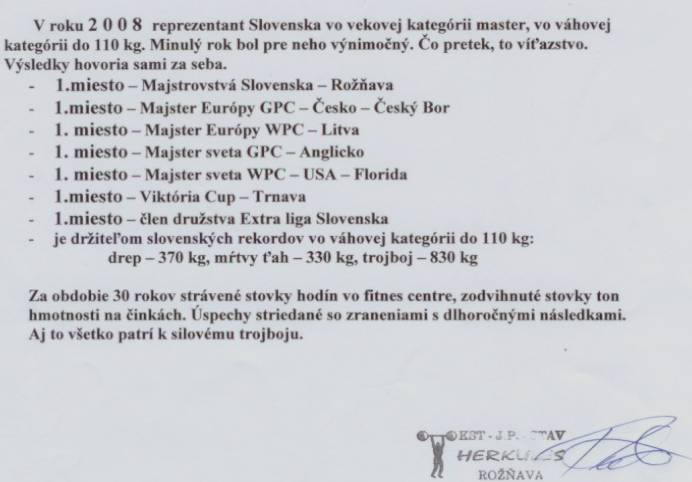 V roku 2 0 0 8 reprezentant Slovenska vo vekovej kategórii master, vo váhovej
kategórii do 110 kg. Minulý rok bol pre neho výnimočný. Čo pretek, to víťazstvo.
Výsledky hovoria sami za seba.
- 1.miesto – Majstrovstvá Slovenska – Rožňava
- 1.miesto – Majster Európy GPC – Česko – Český Bor
- 1. miesto – Majster Európy WPC – Litva
- 1. miesto – Majster sveta GPC – Anglicko
- 1. miesto – Majster sveta WPC – USA – Florida
- 1.miesto – Viktória Cup – Trnava
- 1.miesto – člen družstva Extra liga Slovenska
- je držiteľom slovenských rekordov vo váhovej kategórii do 110 kg:
drep – 370 kg, mŕtvy ťah – 330 kg, trojboj – 830 kg
Za obdobie 30 rokov strávené stovky hodín vo fitnes centre, zodvihnuté stovky ton
hmotnosti na činkách. Úspechy striedané so zraneniami s dlhoročnými následkami.
Aj to všetko patrí k silovému trojboju.
KST - J.P.
HERKULES
ROŽŇAVA